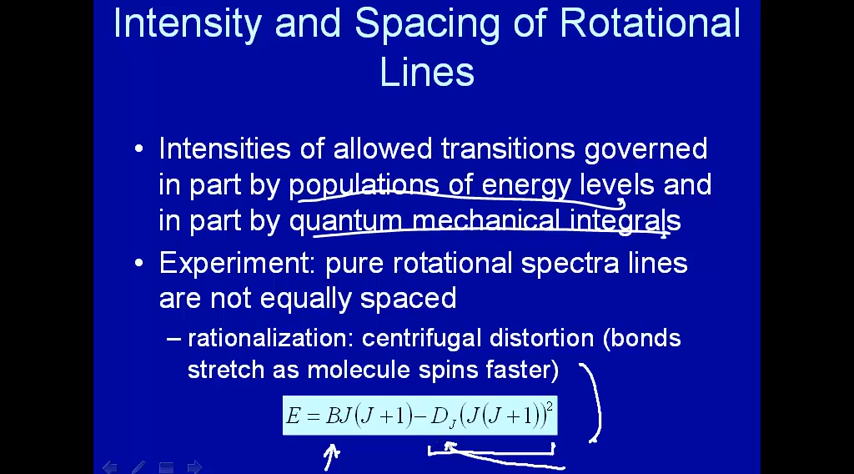 Intensity and Spacing of Rotational
Lines
• Intensities of allowed transitions governed
in part by populations of energy levels and
in part by quantum mechanical integrals
• Experiment: pure rotational spectra lines
are not equally spaced
– rationalization: centrifugal distortion (bonds
stretch as molecule spins faster)
E = BJ(J+1) − D_J(J(J+1))²